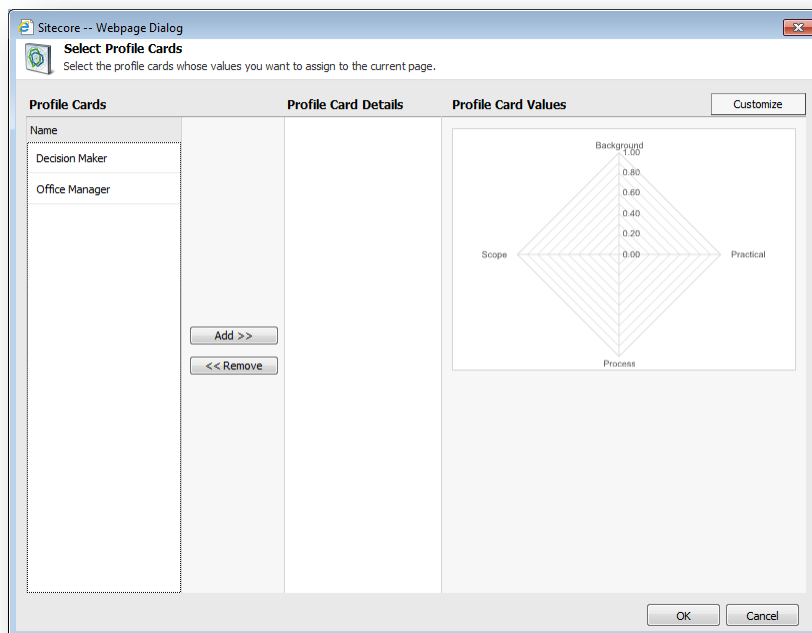 Sitecore -- Webpage Dialog
Select Profile Cards
Select the profile cards whose values you want to assign to the current page.
Profile Cards
Profile Card Details
Profile Card Values
Customize
Name
Decision Maker
Office Manager
Add >>
<< Remove
Background
1.00
0.80
0.60
0.40
0.20
Scope
0.00
Practical
Process
OK
Cancel